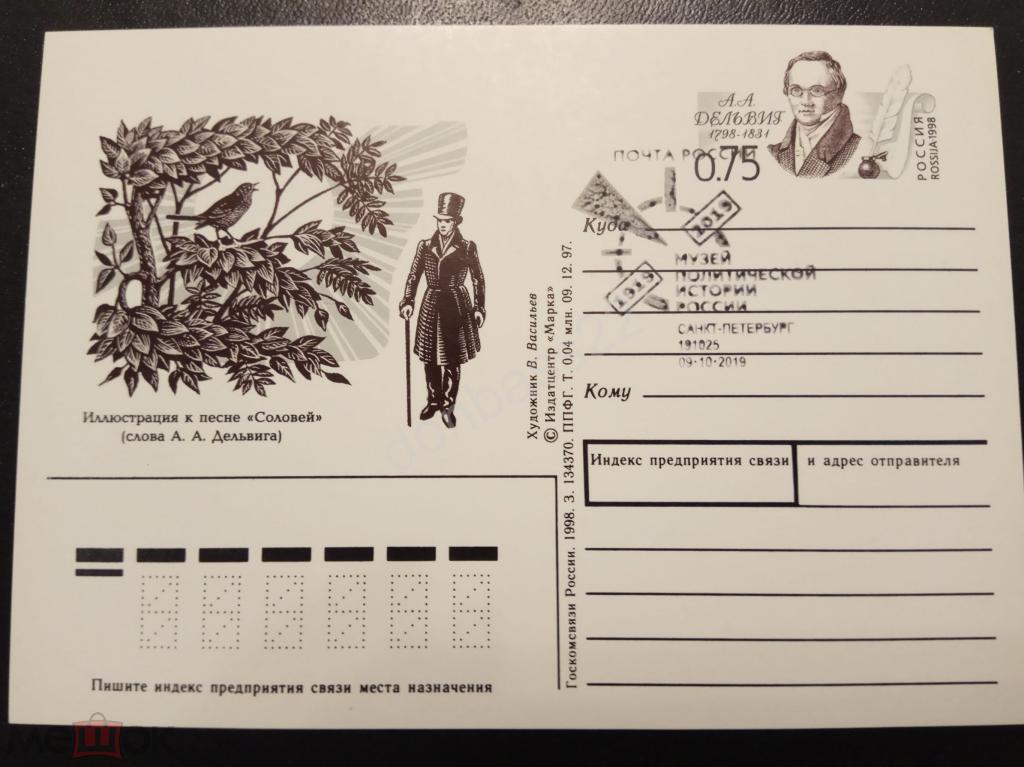 А.А.
ДЕЛЬВИГ
1798-1831
ПОЧТА РОССИИ
0.75
РОССИЯ
ROSSIJA·1998
Куда
2019
1919
МУЗЕЙ
ПОЛИТИЧЕСКОЙ
ИСТОРИИ
РОССИИ
САНКТ-ПЕТЕРБУРГ
191025
09·10·2019
Кому
Иллюстрация к песне «Соловей»
(слова А. А. Дельвига)
Художник В. Васильев
© Издатцентр «Марка»
Госкомсвязи России. 1998. З. 134370. ППФГ. Т. 0,04 млн. 09. 12. 97.
Индекс предприятия связи
и адрес отправителя
Пишите индекс предприятия связи места назначения
мешок